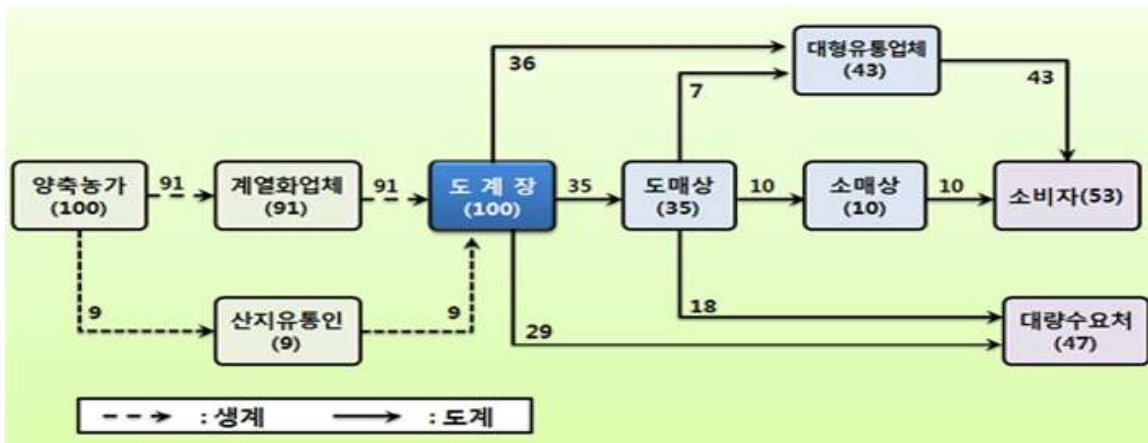 36
대형유통업체
(43)
43
7
양축농가
(100)
91
계열화업체
(91)
91
도 계 장
(100)
35
도매상
(35)
10
소매상
(10)
10
소비자(53)
9
산지유통인
(9)
9
29
18
대량수요처
(47)
: 생계
: 도계